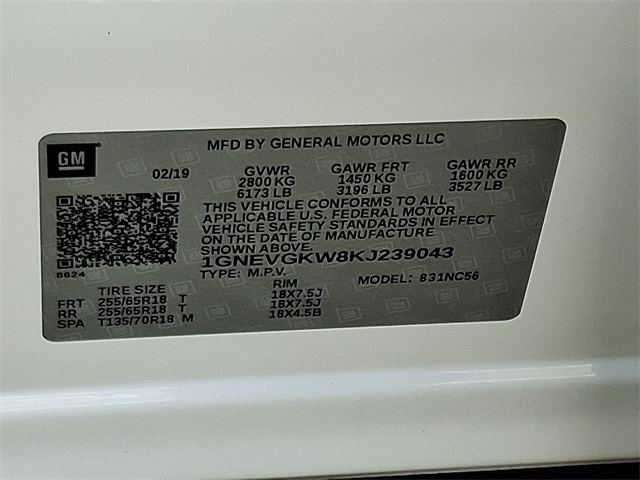 GM
MFD BY GENERAL MOTORS LLC
02/19 GVWR GAWR FRT GAWR RR
2800 KG 1450 KG 1600 KG
6173 LB 3196 LB 3527 LB
THIS VEHICLE CONFORMS TO ALL
APPLICABLE U.S. FEDERAL MOTOR
VEHICLE SAFETY STANDARDS IN EFFECT
ON THE DATE OF MANUFACTURE
SHOWN ABOVE.
8624
1GNEVGKW8KJ239043
TYPE: M.P.V. MODEL: 831NC56
TIRE SIZE RIM
FRT 255/65R18 T 18X7.5J
RR 255/65R18 T 18X7.5J
SPA T135/70R18 M 18X4.5B